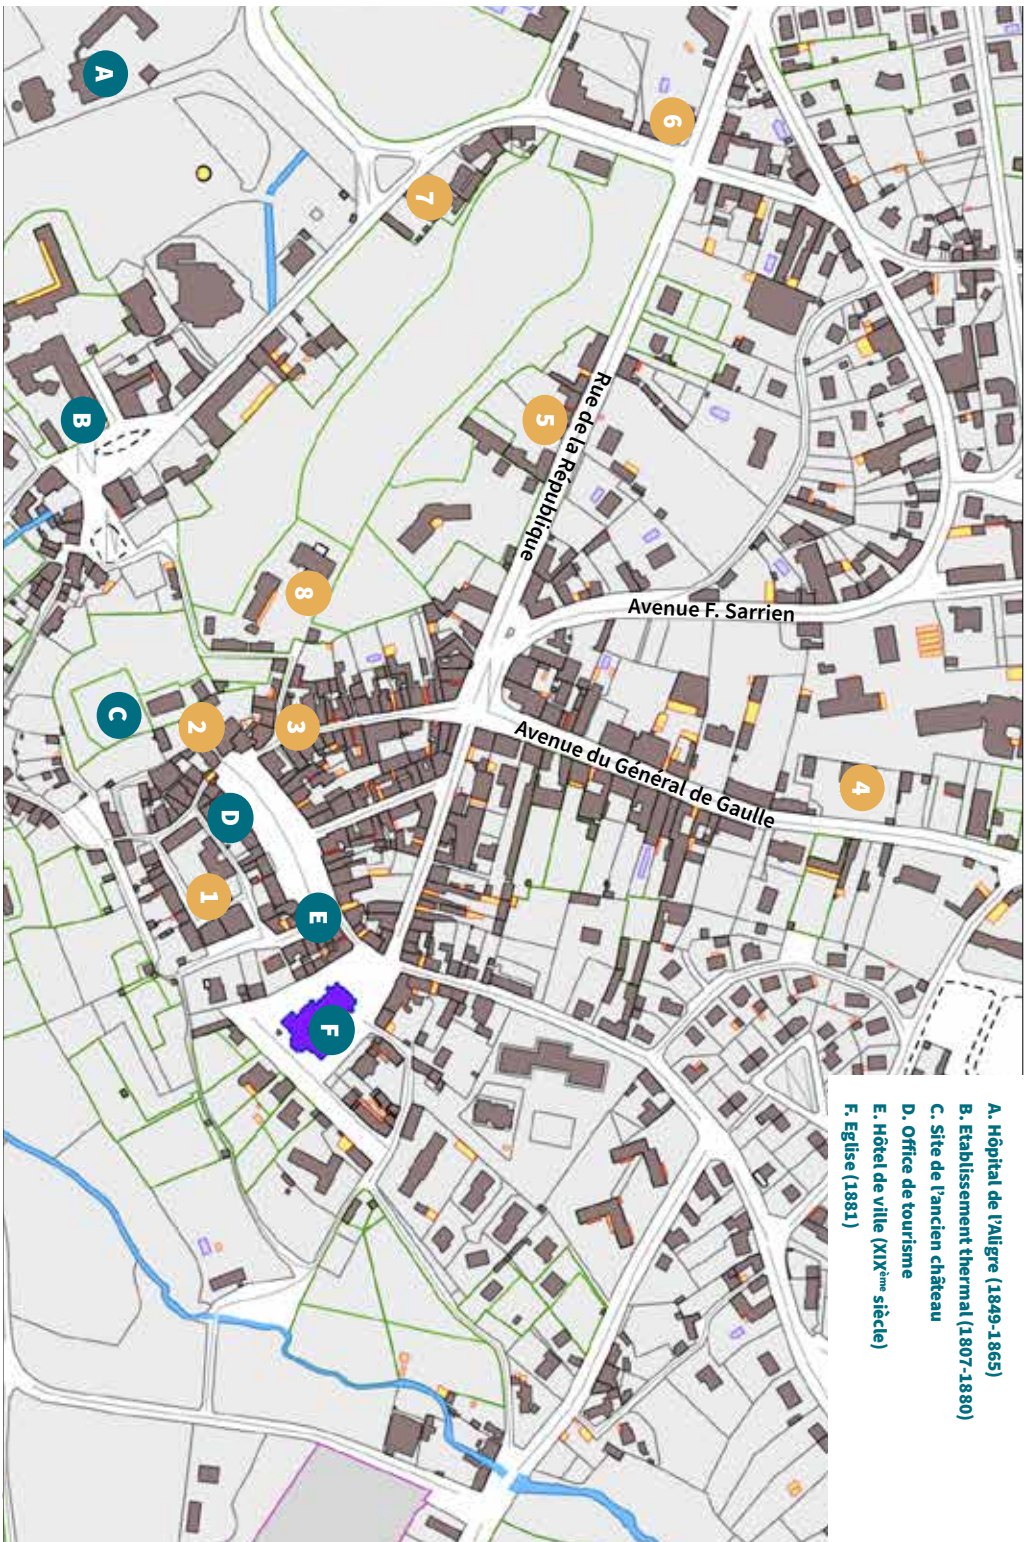 A
B
C
D
E
F
1
2
3
4
5
6
7
8
Rue de la République
Avenue F. Sarrien
Avenue du Général de Gaulle
A. Hôpital de l'Aligre (1849-1865)
B. Etablissement thermal (1807-1880)
C. Site de l'ancien château
D. Office de tourisme
E. Hôtel de ville (XIXème siècle)
F. Eglise (1881)